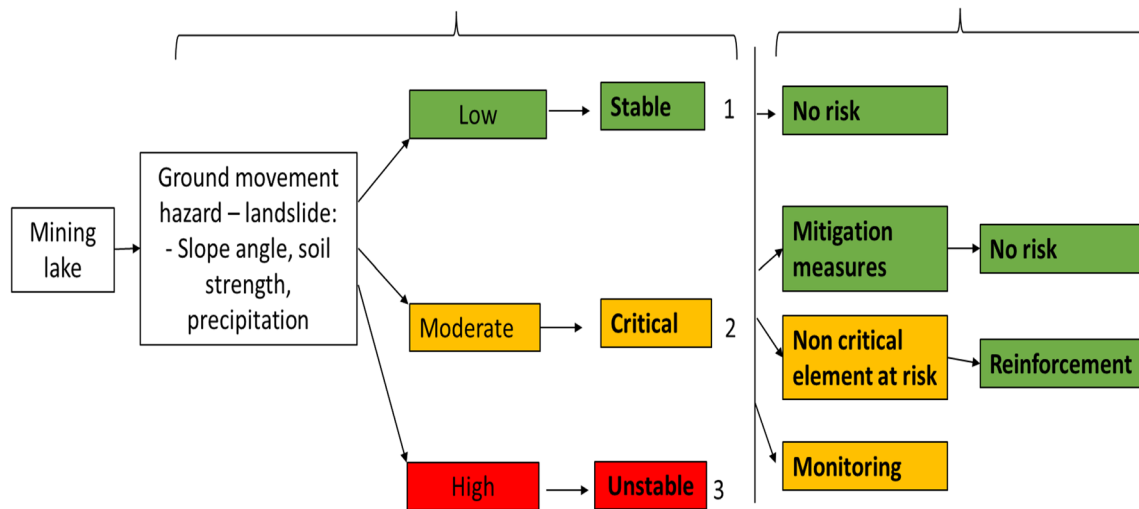 Mining
lake
Ground movement
hazard – landslide:
- Slope angle, soil
strength,
precipitation
Low
Stable
1
No risk
Mitigation
measures
No risk
Moderate
Critical
2
Non critical
element at risk
Reinforcement
Monitoring
High
Unstable
3